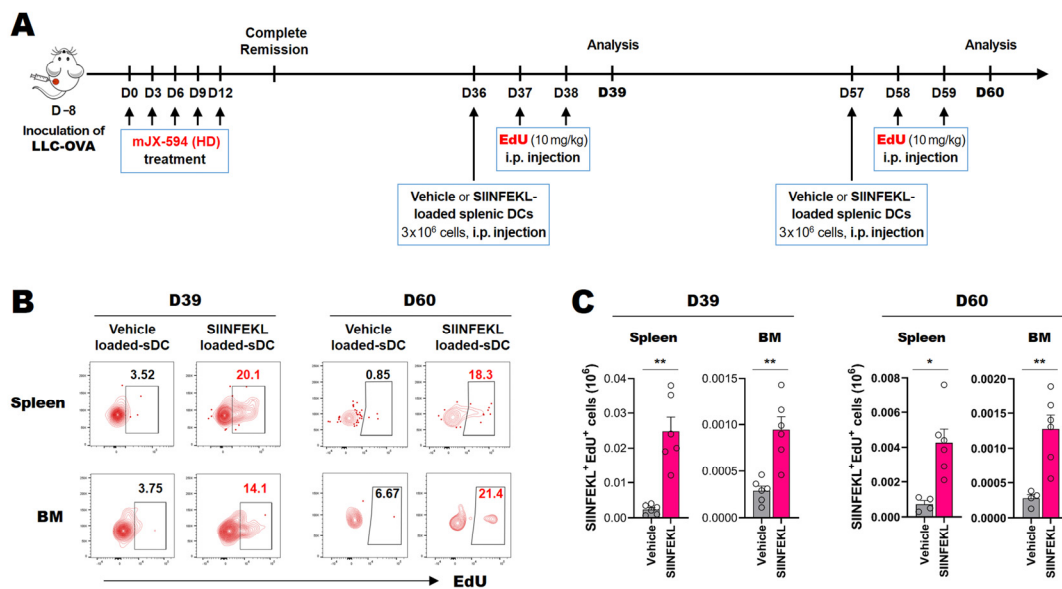 A
Complete
Remission
Analysis
Analysis
D-8
D0
D3
D6
D9
D12
D36
D37
D38
D39
D57
D58
D59
D60
Inoculation of
LLC-OVA
mJX-594 (HD)
treatment
EdU (10 mg/kg)
i.p. injection
EdU (10 mg/kg)
i.p. injection
Vehicle or SIINFEKL-
loaded splenic DCs
3x10⁶ cells, i.p. injection
Vehicle or SIINFEKL-
loaded splenic DCs
3x10⁶ cells, i.p. injection
B
D39
D60
Vehicle
loaded-sDC
SIINFEKL
loaded-sDC
Vehicle
loaded-sDC
SIINFEKL
loaded-sDC
Spleen
3.52
20.1
0.85
18.3
BM
3.75
14.1
6.67
21.4
EdU
C
D39
D60
Spleen
BM
Spleen
BM
**
**
*
**
SIINFEKL⁺EdU⁺ cells (10⁶)
0.04
0.03
0.02
0.01
0.00
Vehicle
SIINFEKL
0.0015
0.0010
0.0005
0.0000
Vehicle
SIINFEKL
SIINFEKL⁺EdU⁺ cells (10⁶)
0.008
0.006
0.004
0.002
0.000
Vehicle
SIINFEKL
0.0020
0.0015
0.0010
0.0005
0.0000
Vehicle
SIINFEKL